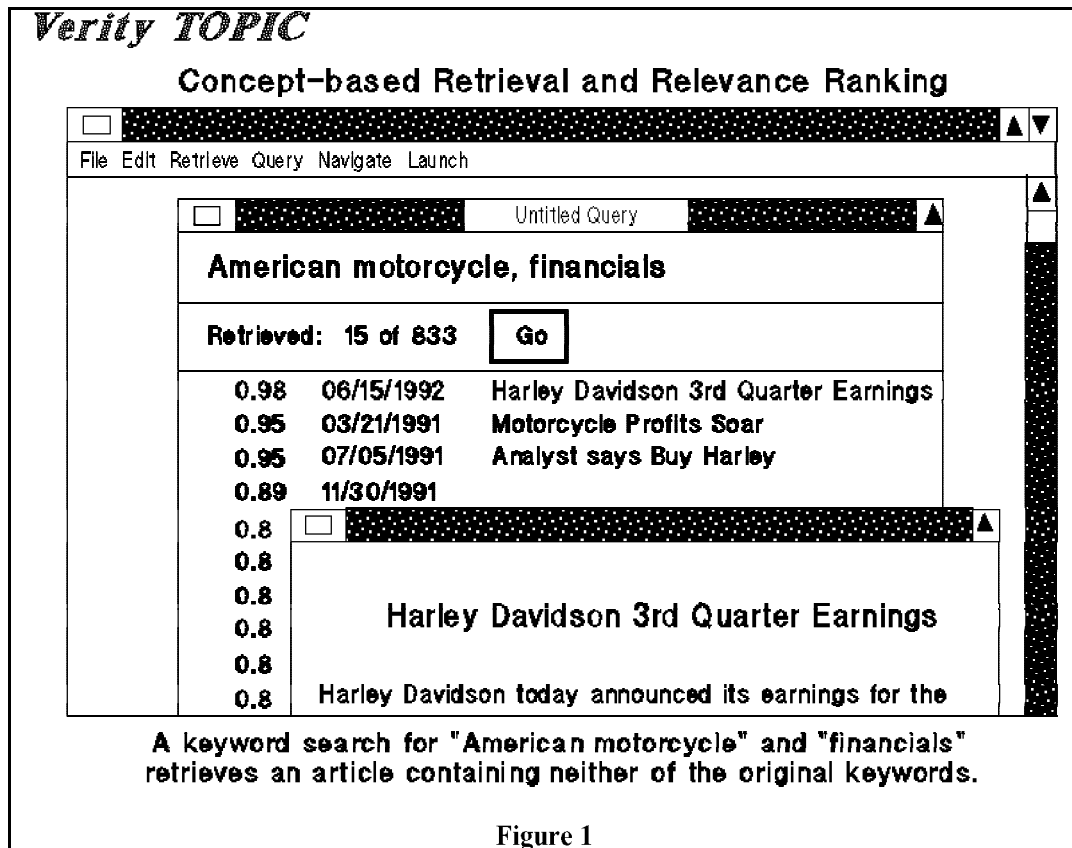 Verity TOPIC
Concept-based Retrieval and Relevance Ranking
File Edit Retrieve Query Navigate Launch
Untitled Query
American motorcycle, financials
Retrieved: 15 of 833 Go
0.98 06/15/1992 Harley Davidson 3rd Quarter Earnings
0.95 03/21/1991 Motorcycle Profits Soar
0.95 07/05/1991 Analyst says Buy Harley
0.89 11/30/1991
0.8
0.8
0.8
0.8
0.8
0.8
Harley Davidson 3rd Quarter Earnings
Harley Davidson today announced its earnings for the
A keyword search for "American motorcycle" and "financials"
retrieves an article containing neither of the original keywords.
Figure 1